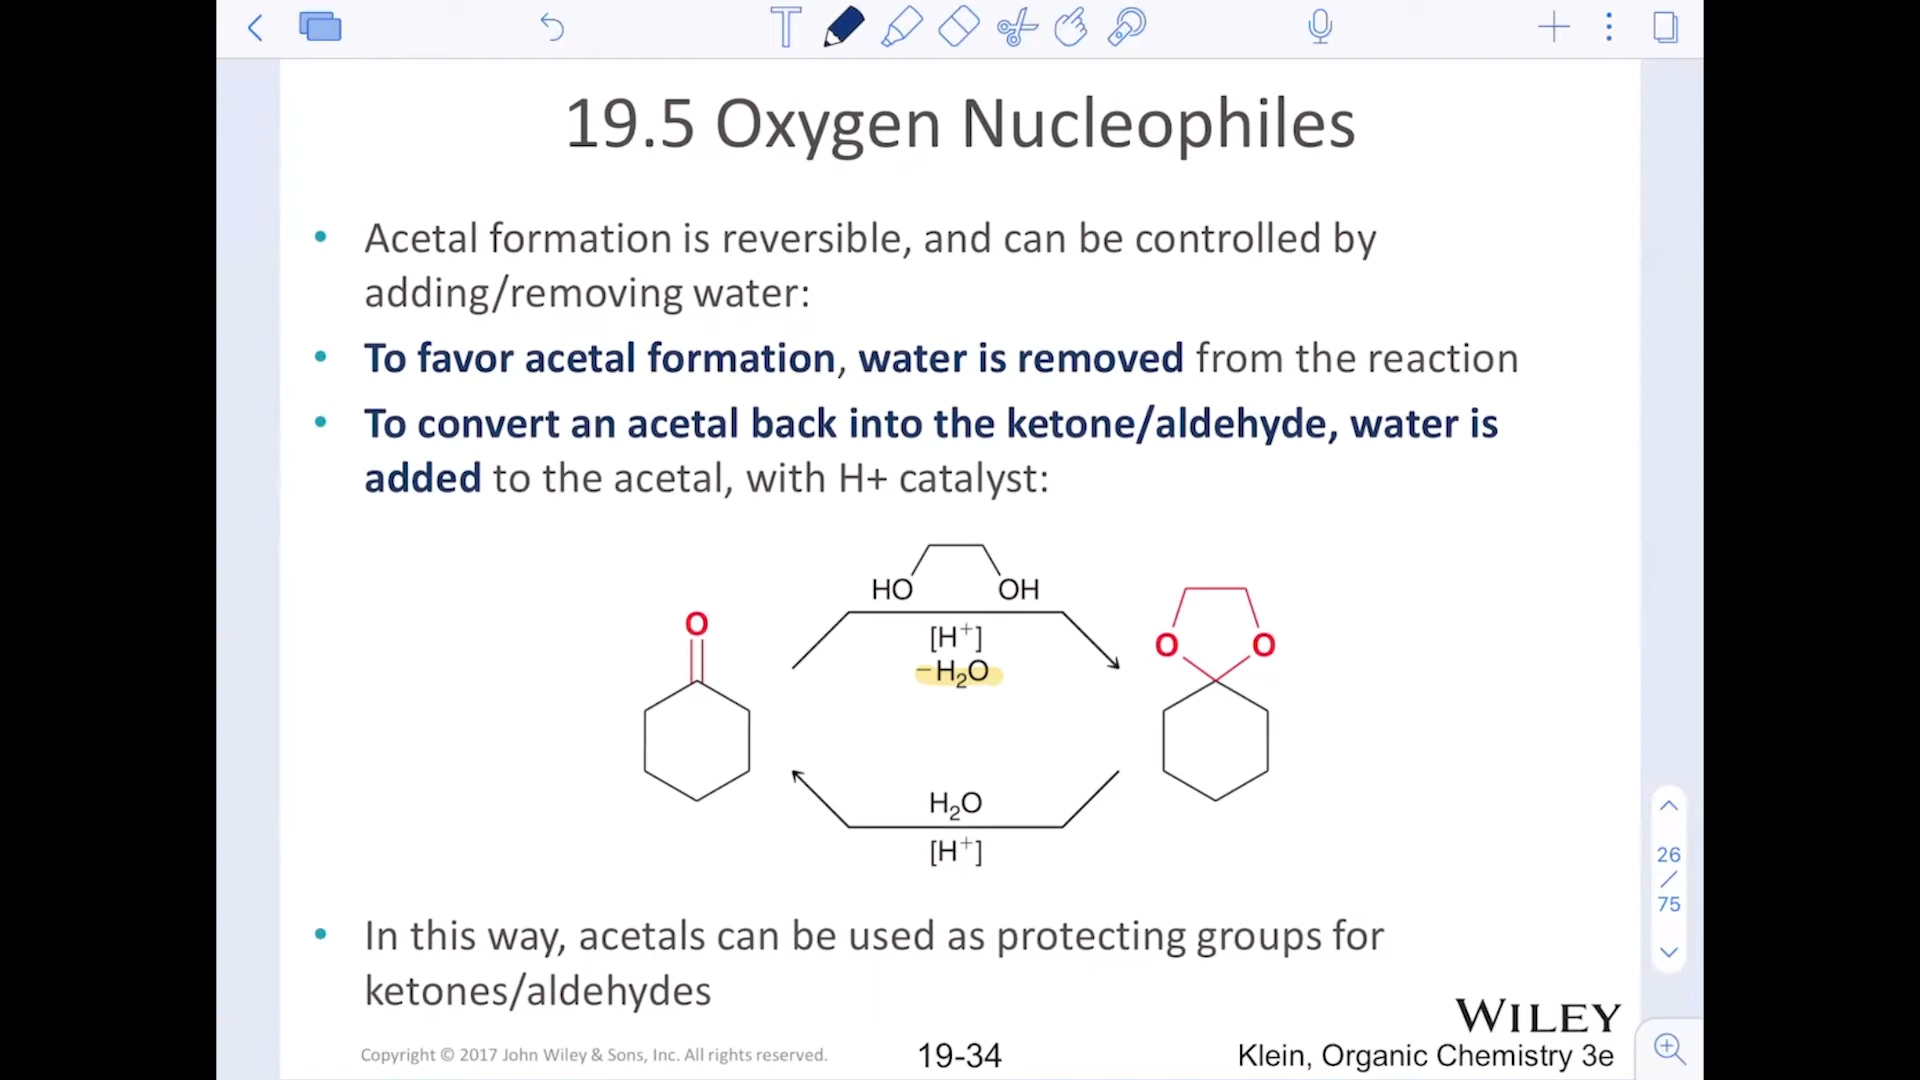 19.5 Oxygen Nucleophiles
• Acetal formation is reversible, and can be controlled by
adding/removing water:
• To favor acetal formation, water is removed from the reaction
• To convert an acetal back into the ketone/aldehyde, water is
added to the acetal, with H+ catalyst:
HO OH
[H⁺]
−H₂O
O
O O
H₂O
[H⁺]
26
/
75
• In this way, acetals can be used as protecting groups for
ketones/aldehydes
WILEY
Copyright © 2017 John Wiley & Sons, Inc. All rights reserved.
19-34
Klein, Organic Chemistry 3e